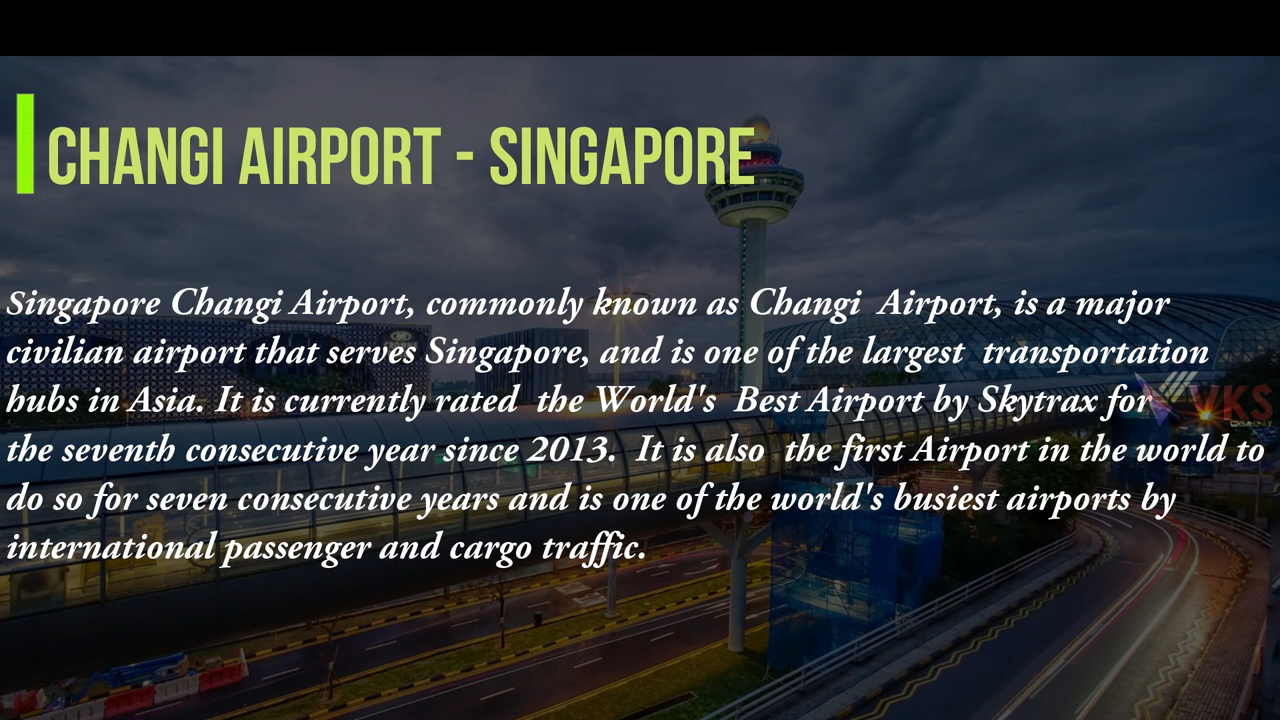 CHANGI AIRPORT - SINGAPORE
Singapore Changi Airport, commonly known as Changi Airport, is a major
civilian airport that serves Singapore, and is one of the largest transportation
hubs in Asia. It is currently rated the World's Best Airport by Skytrax for
the seventh consecutive year since 2013. It is also the first Airport in the world to
do so for seven consecutive years and is one of the world's busiest airports by
international passenger and cargo traffic.
VKS